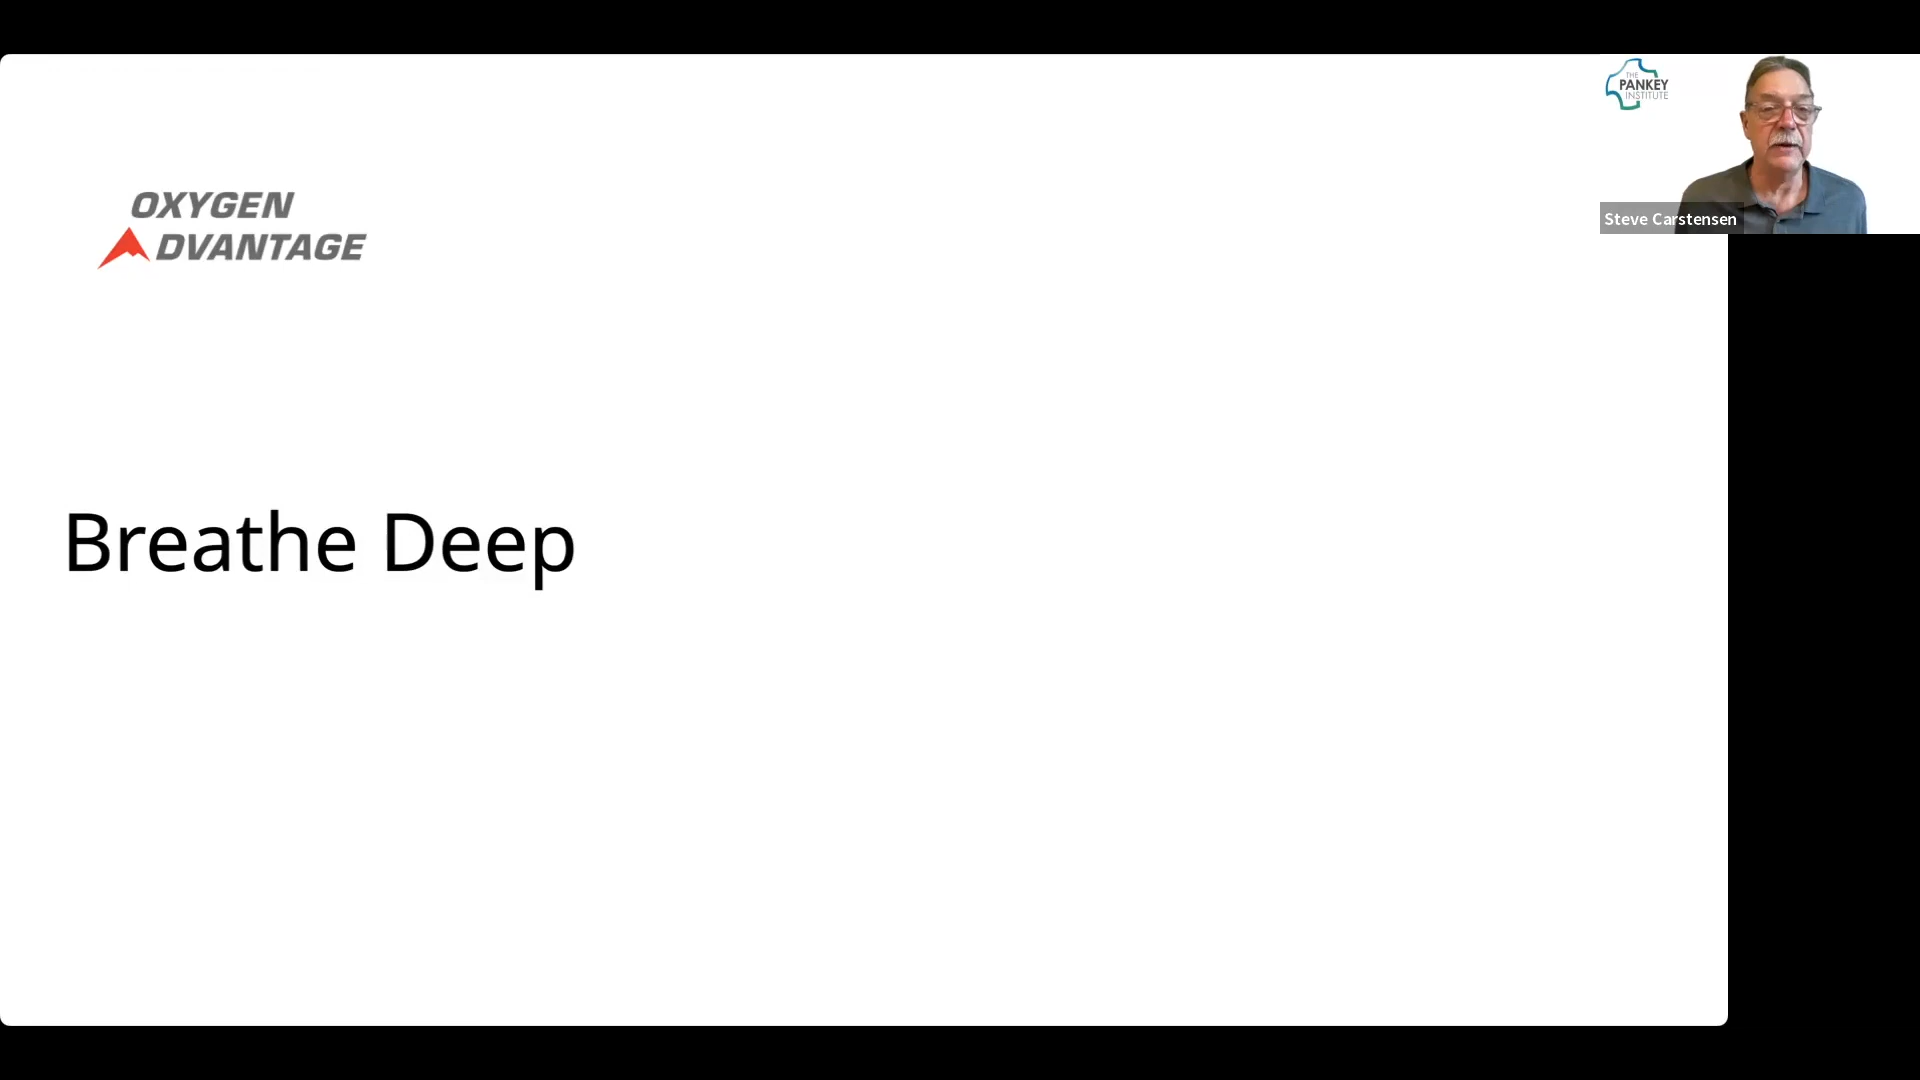 THE
PANKEY
INSTITUTE
OXYGEN
DVANTAGE
Steve Carstensen
Breathe Deep